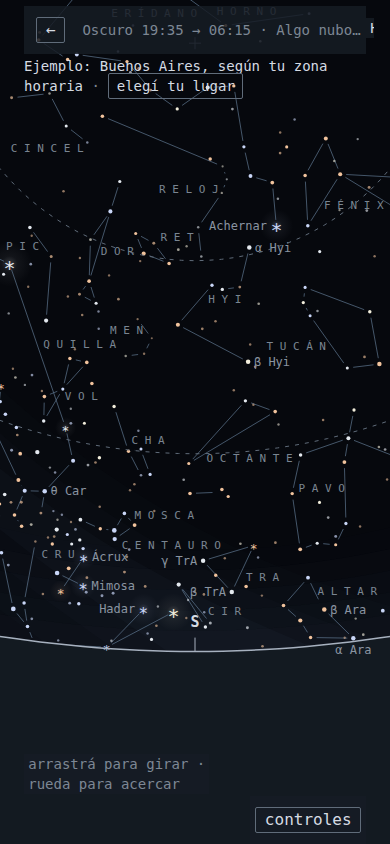 ERIDANO HORNO
← Oscuro 19:35 → 06:15 · Algo nubo…
Ejemplo: Buenos Aires, según tu zona
horaria · elegí tu lugar
CINCEL
RELOJ
FÉNIX
Achernar
RET
PIC
DOR
α Hyi
HYI
MEN
QUILLA
TUCÁN
β Hyi
VOL
CHA
OCTANTE
θ Car
PAVO
MOSCA
CENTAURO
CRU
Acrux
γ TrA
TRA
Mimosa
β TrA
ALTAR
Hadar
CIR
β Ara
S
α Ara
arrastrá para girar ·
rueda para acercar
controles